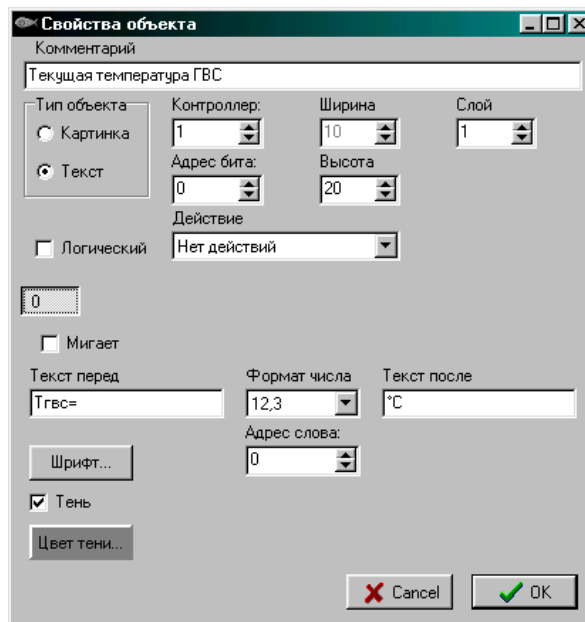 Свойства объекта
Комментарий
Текущая температура ГВС
Тип объекта
Картинка
Текст
Контроллер:
1
Ширина
10
Слой
1
Адрес бита:
0
Высота
20
Действие
Логический
Нет действий
0
Мигает
Текст перед
Формат числа
Текст после
Тгвс=
12,3
°C
Адрес слова:
0
Шрифт...
Тень
Цвет тени...
Cancel
OK